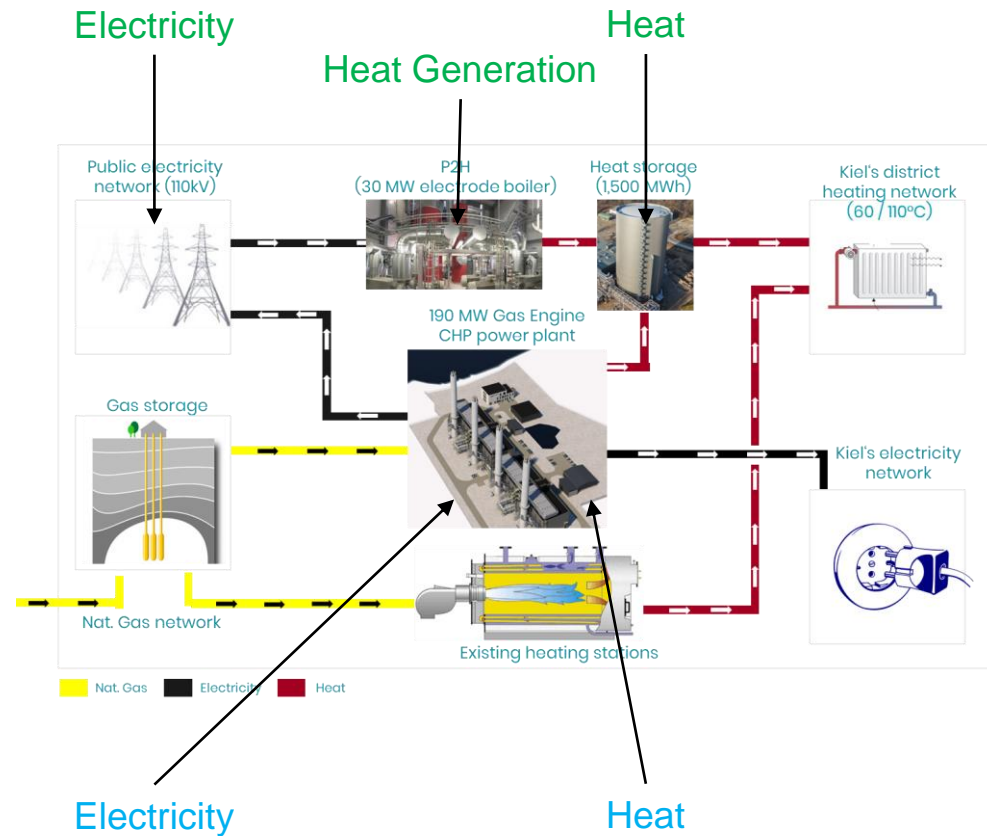 Electricity
Heat
Heat Generation
Public electricity
network (110kV)
P2H
(30 MW electrode boiler)
Heat storage
(1,500 MWh)
Kiel's district
heating network
(60 / 110ºC)
190 MW Gas Engine
CHP power plant
Gas storage
Kiel's electricity
network
Nat. Gas network
Existing heating stations
Nat. Gas
Electricity
Heat
Electricity
Heat